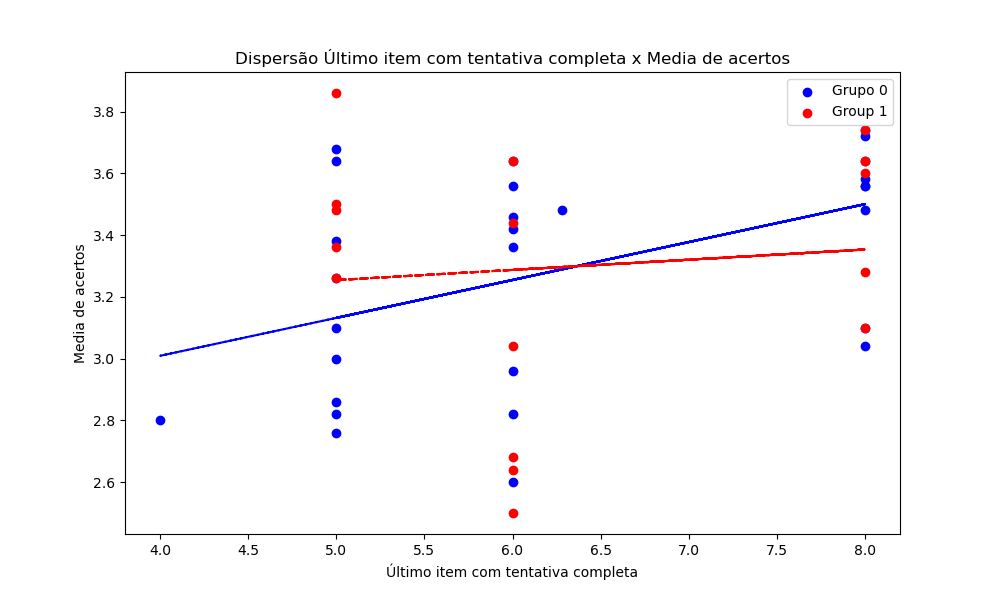 Dispersão Último item com tentativa completa x Media de acertos
Grupo 0
Group 1
Media de acertos
3.8
3.6
3.4
3.2
3.0
2.8
2.6
4.0 4.5 5.0 5.5 6.0 6.5 7.0 7.5 8.0
Último item com tentativa completa